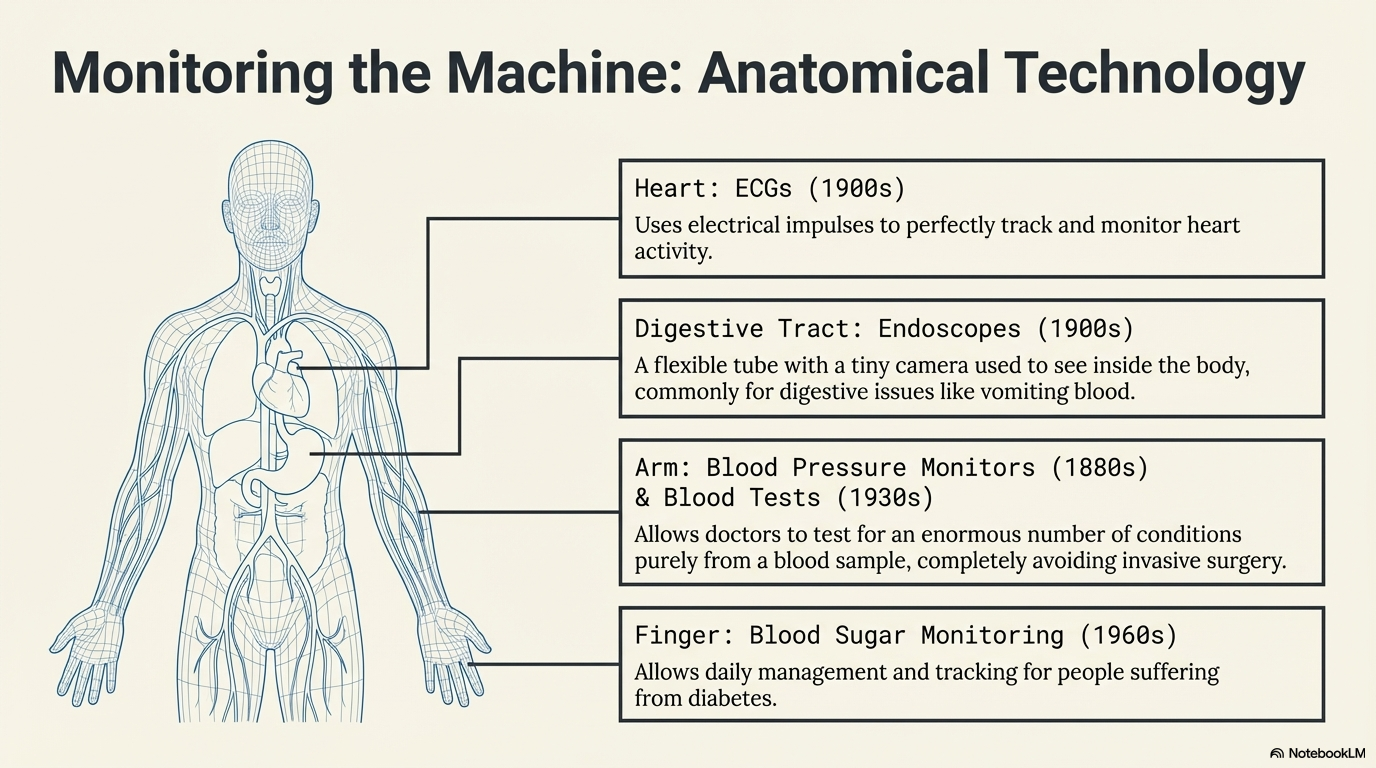 Monitoring the Machine: Anatomical Technology
Heart: ECGs (1900s)
Uses electrical impulses to perfectly track and monitor heart
activity.
Digestive Tract: Endoscopes (1900s)
A flexible tube with a tiny camera used to see inside the body,
commonly for digestive issues like vomiting blood.
Arm: Blood Pressure Monitors (1880s)
& Blood Tests (1930s)
Allows doctors to test for an enormous number of conditions
purely from a blood sample, completely avoiding invasive surgery.
Finger: Blood Sugar Monitoring (1960s)
Allows daily management and tracking for people suffering
from diabetes.
NotebookLM